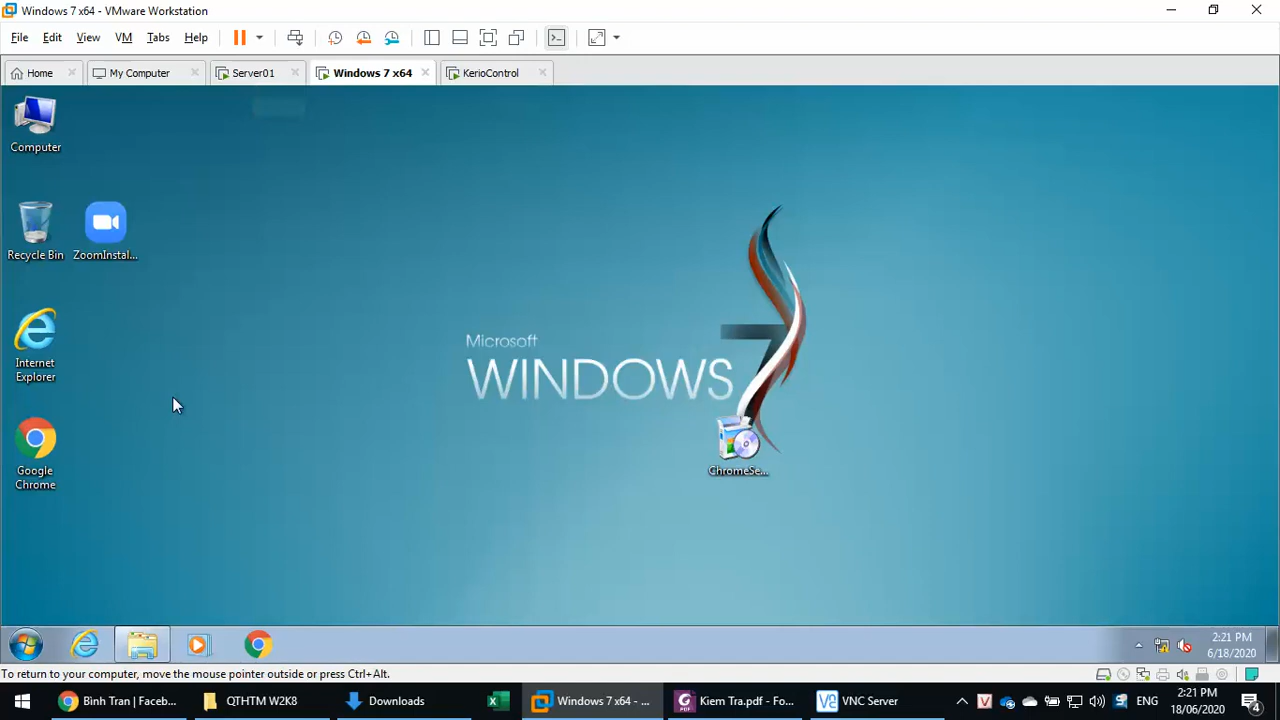 Windows 7 x64 - VMware Workstation
File Edit View VM Tabs Help
Home My Computer Server01 Windows 7 x64 KerioControl
Computer
Recycle Bin ZoomInstal...
Internet
Explorer
Google
Chrome
Microsoft
WINDOWS 7
ChromeSe...
2:21 PM
6/18/2020
To return to your computer, move the mouse pointer outside or press Ctrl+Alt.
Bình Tran | Faceb... QTHTM W2K8 Downloads Windows 7 x64 - ... Kiem Tra.pdf - Fo... VNC Server ENG
2:21 PM
18/06/2020
4